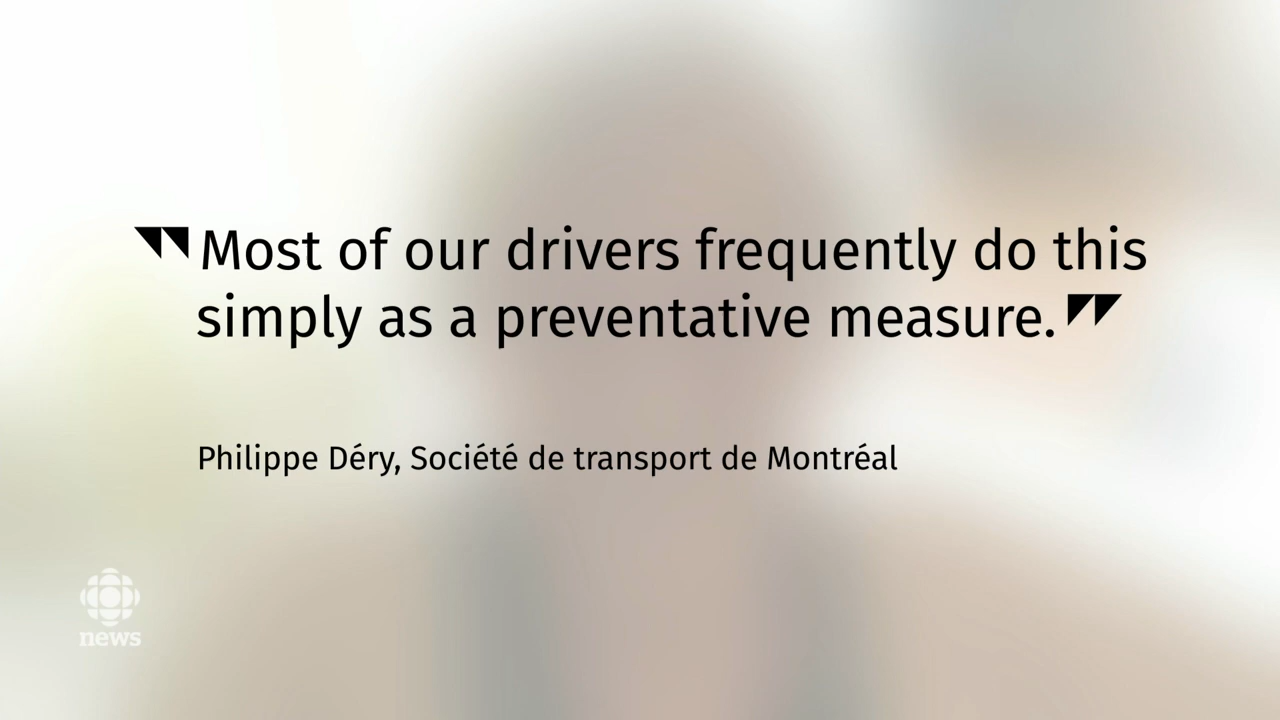 "Most of our drivers frequently do this
simply as a preventative measure."
Philippe Déry, Société de transport de Montréal
news